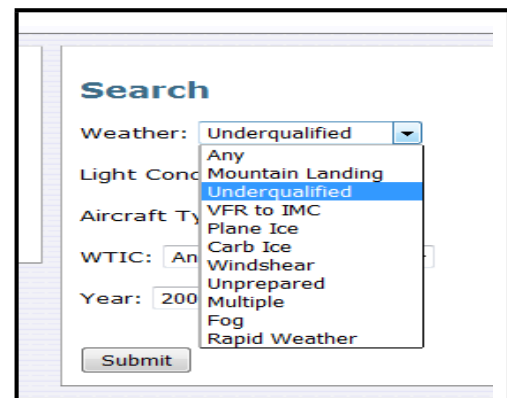 Search
Weather: Underqualified
Any
Light Cond Mountain Landing
Underqualified
Aircraft Ty VFR to IMC
Plane Ice
Carb Ice
WTIC: An Windshear
Unprepared
Year: 200 Multiple
Fog
Rapid Weather
Submit